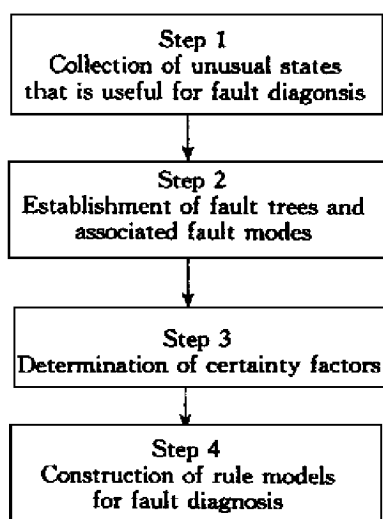 Step 1
Collection of unusual states
that is useful for fault diagonsis
Step 2
Establishment of fault trees and
associated fault modes
Step 3
Determination of certainty factors
Step 4
Construction of rule models
for fault diagnosis